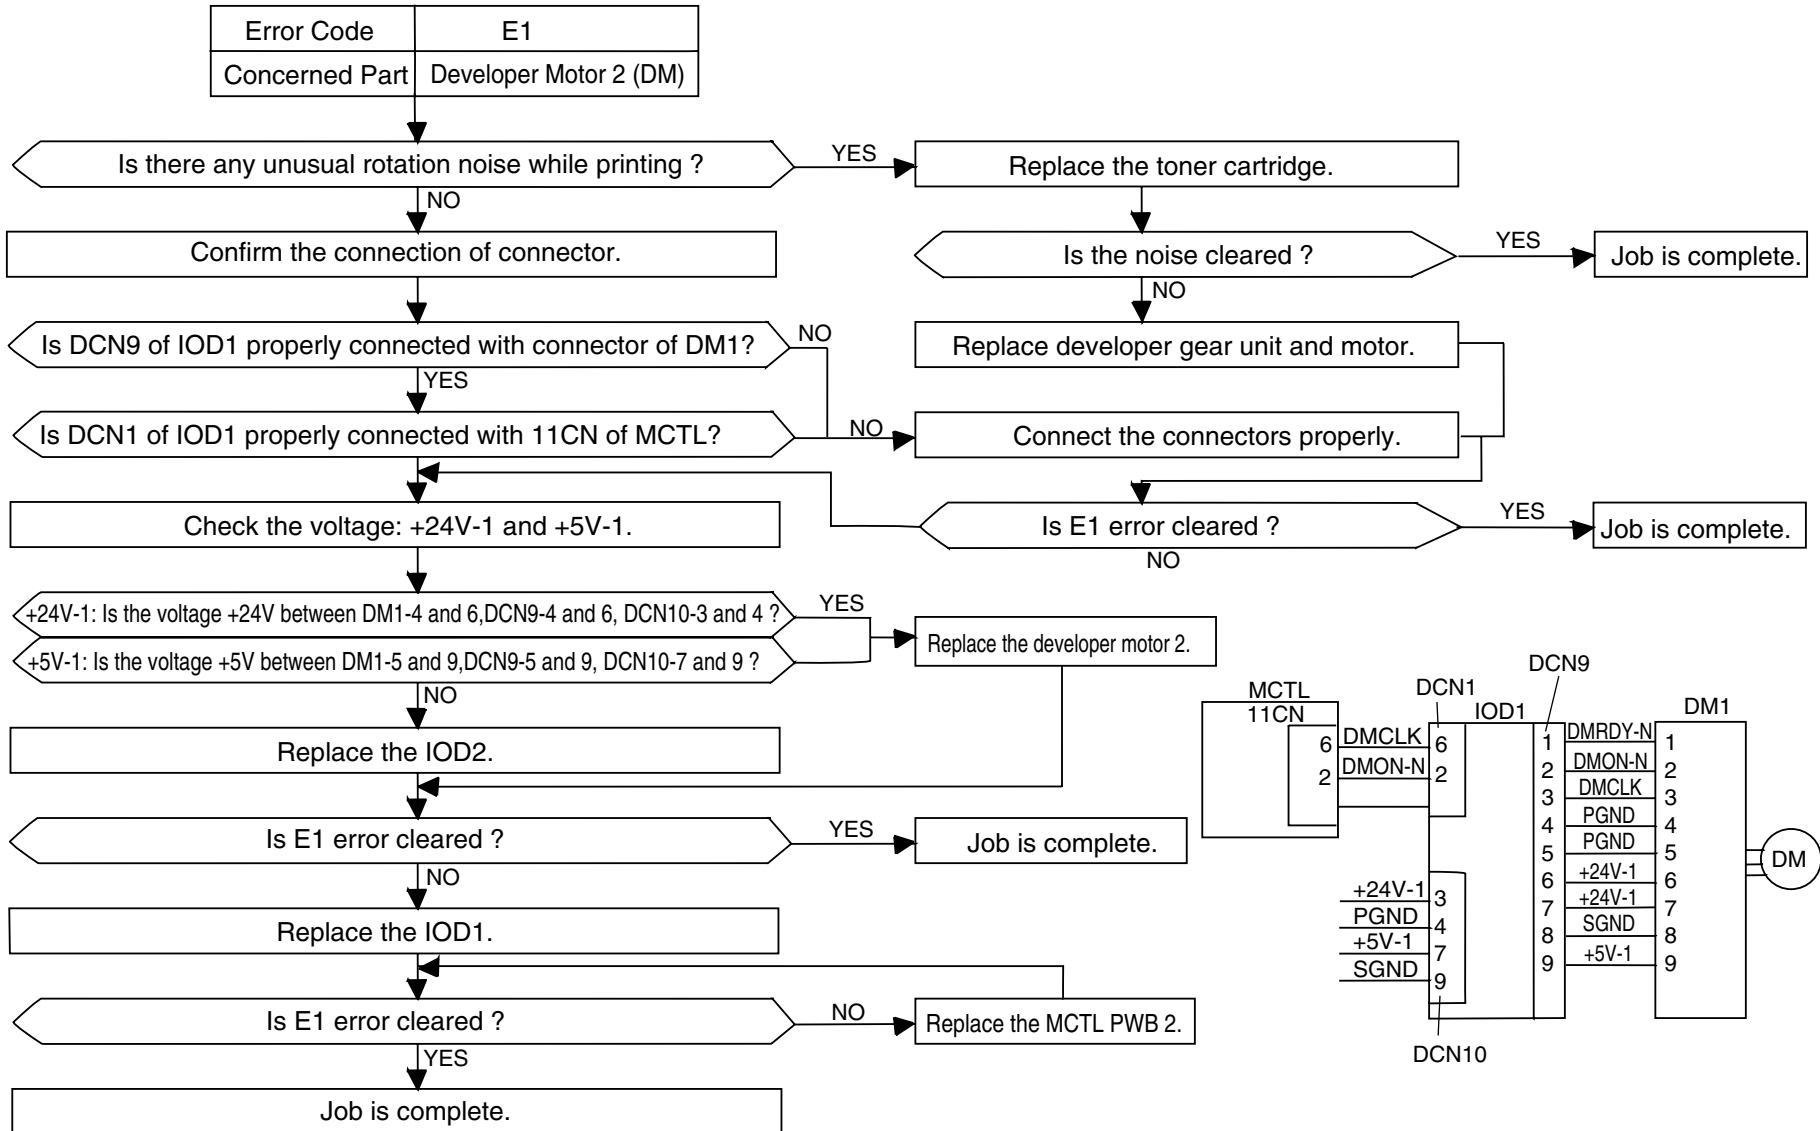 Error Code
E1
Concerned Part
Developer Motor 2 (DM)
Is there any unusual rotation noise while printing ?
YES
Replace the toner cartridge.
NO
Confirm the connection of connector.
Is the noise cleared ?
YES
Job is complete.
NO
Is DCN9 of IOD1 properly connected with connector of DM1?
NO
Replace developer gear unit and motor.
YES
Is DCN1 of IOD1 properly connected with 11CN of MCTL?
NO
Connect the connectors properly.
Check the voltage: +24V-1 and +5V-1.
Is E1 error cleared ?
YES
Job is complete.
NO
+24V-1: Is the voltage +24V between DM1-4 and 6,DCN9-4 and 6, DCN10-3 and 4 ?
YES
+5V-1: Is the voltage +5V between DM1-5 and 9,DCN9-5 and 9, DCN10-7 and 9 ?
Replace the developer motor 2.
NO
Replace the IOD2.
Is E1 error cleared ?
YES
Job is complete.
NO
Replace the IOD1.
Is E1 error cleared ?
NO
Replace the MCTL PWB 2.
YES
Job is complete.
MCTL
11CN
6
2
DMCLK
DMON-N
DCN1
6
2
IOD1
DCN9
DM1
1 DMRDY-N 1
2 DMON-N 2
3 DMCLK 3
4 PGND 4
5 PGND 5
6 +24V-1 6
7 +24V-1 7
8 SGND 8
9 +5V-1 9
DM
+24V-1 3
PGND 4
+5V-1 7
SGND 9
DCN10